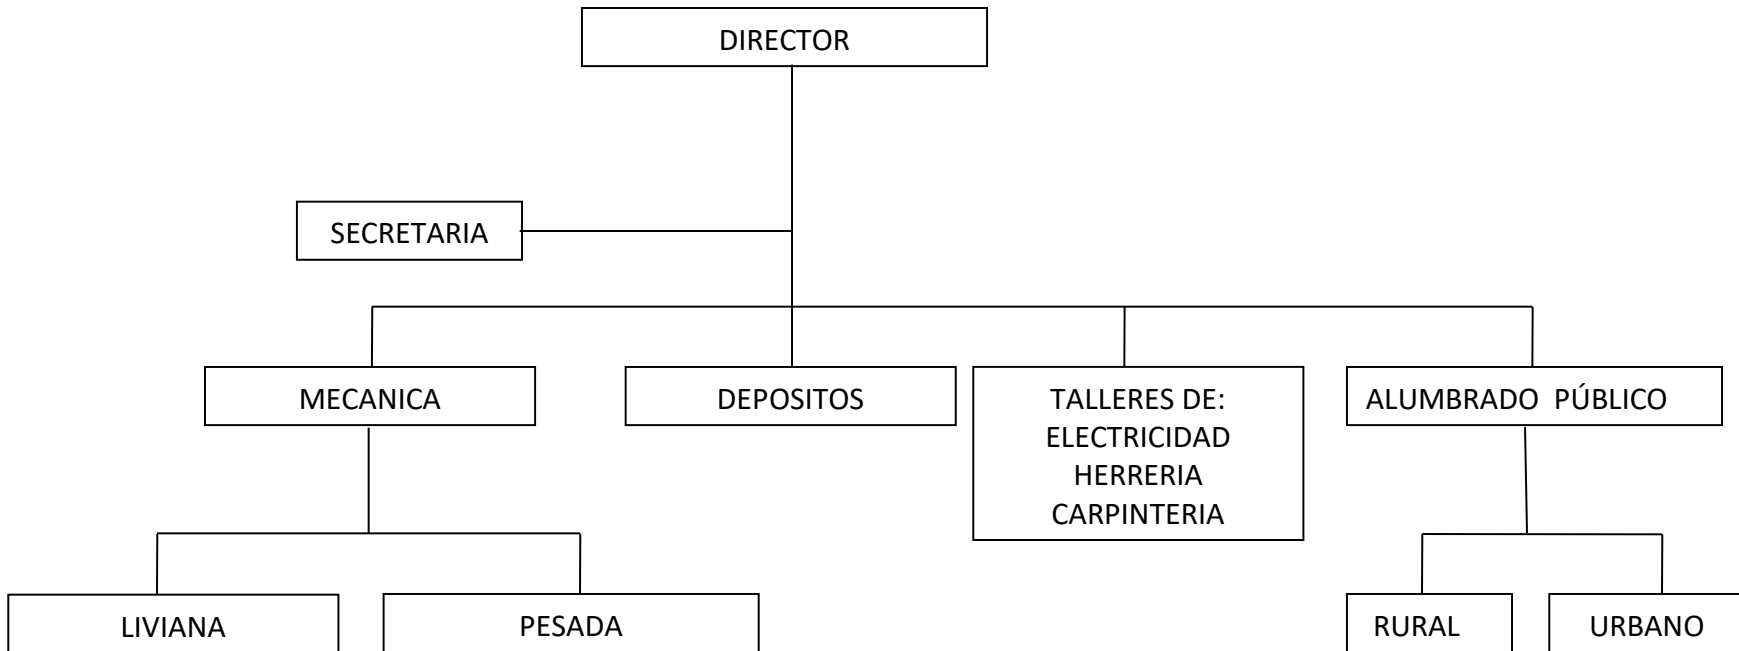 DIRECTOR
SECRETARIA
MECANICA
DEPOSITOS
TALLERES DE:
ELECTRICIDAD
HERRERIA
CARPINTERIA
ALUMBRADO  PÚBLICO
LIVIANA
PESADA
RURAL
URBANO